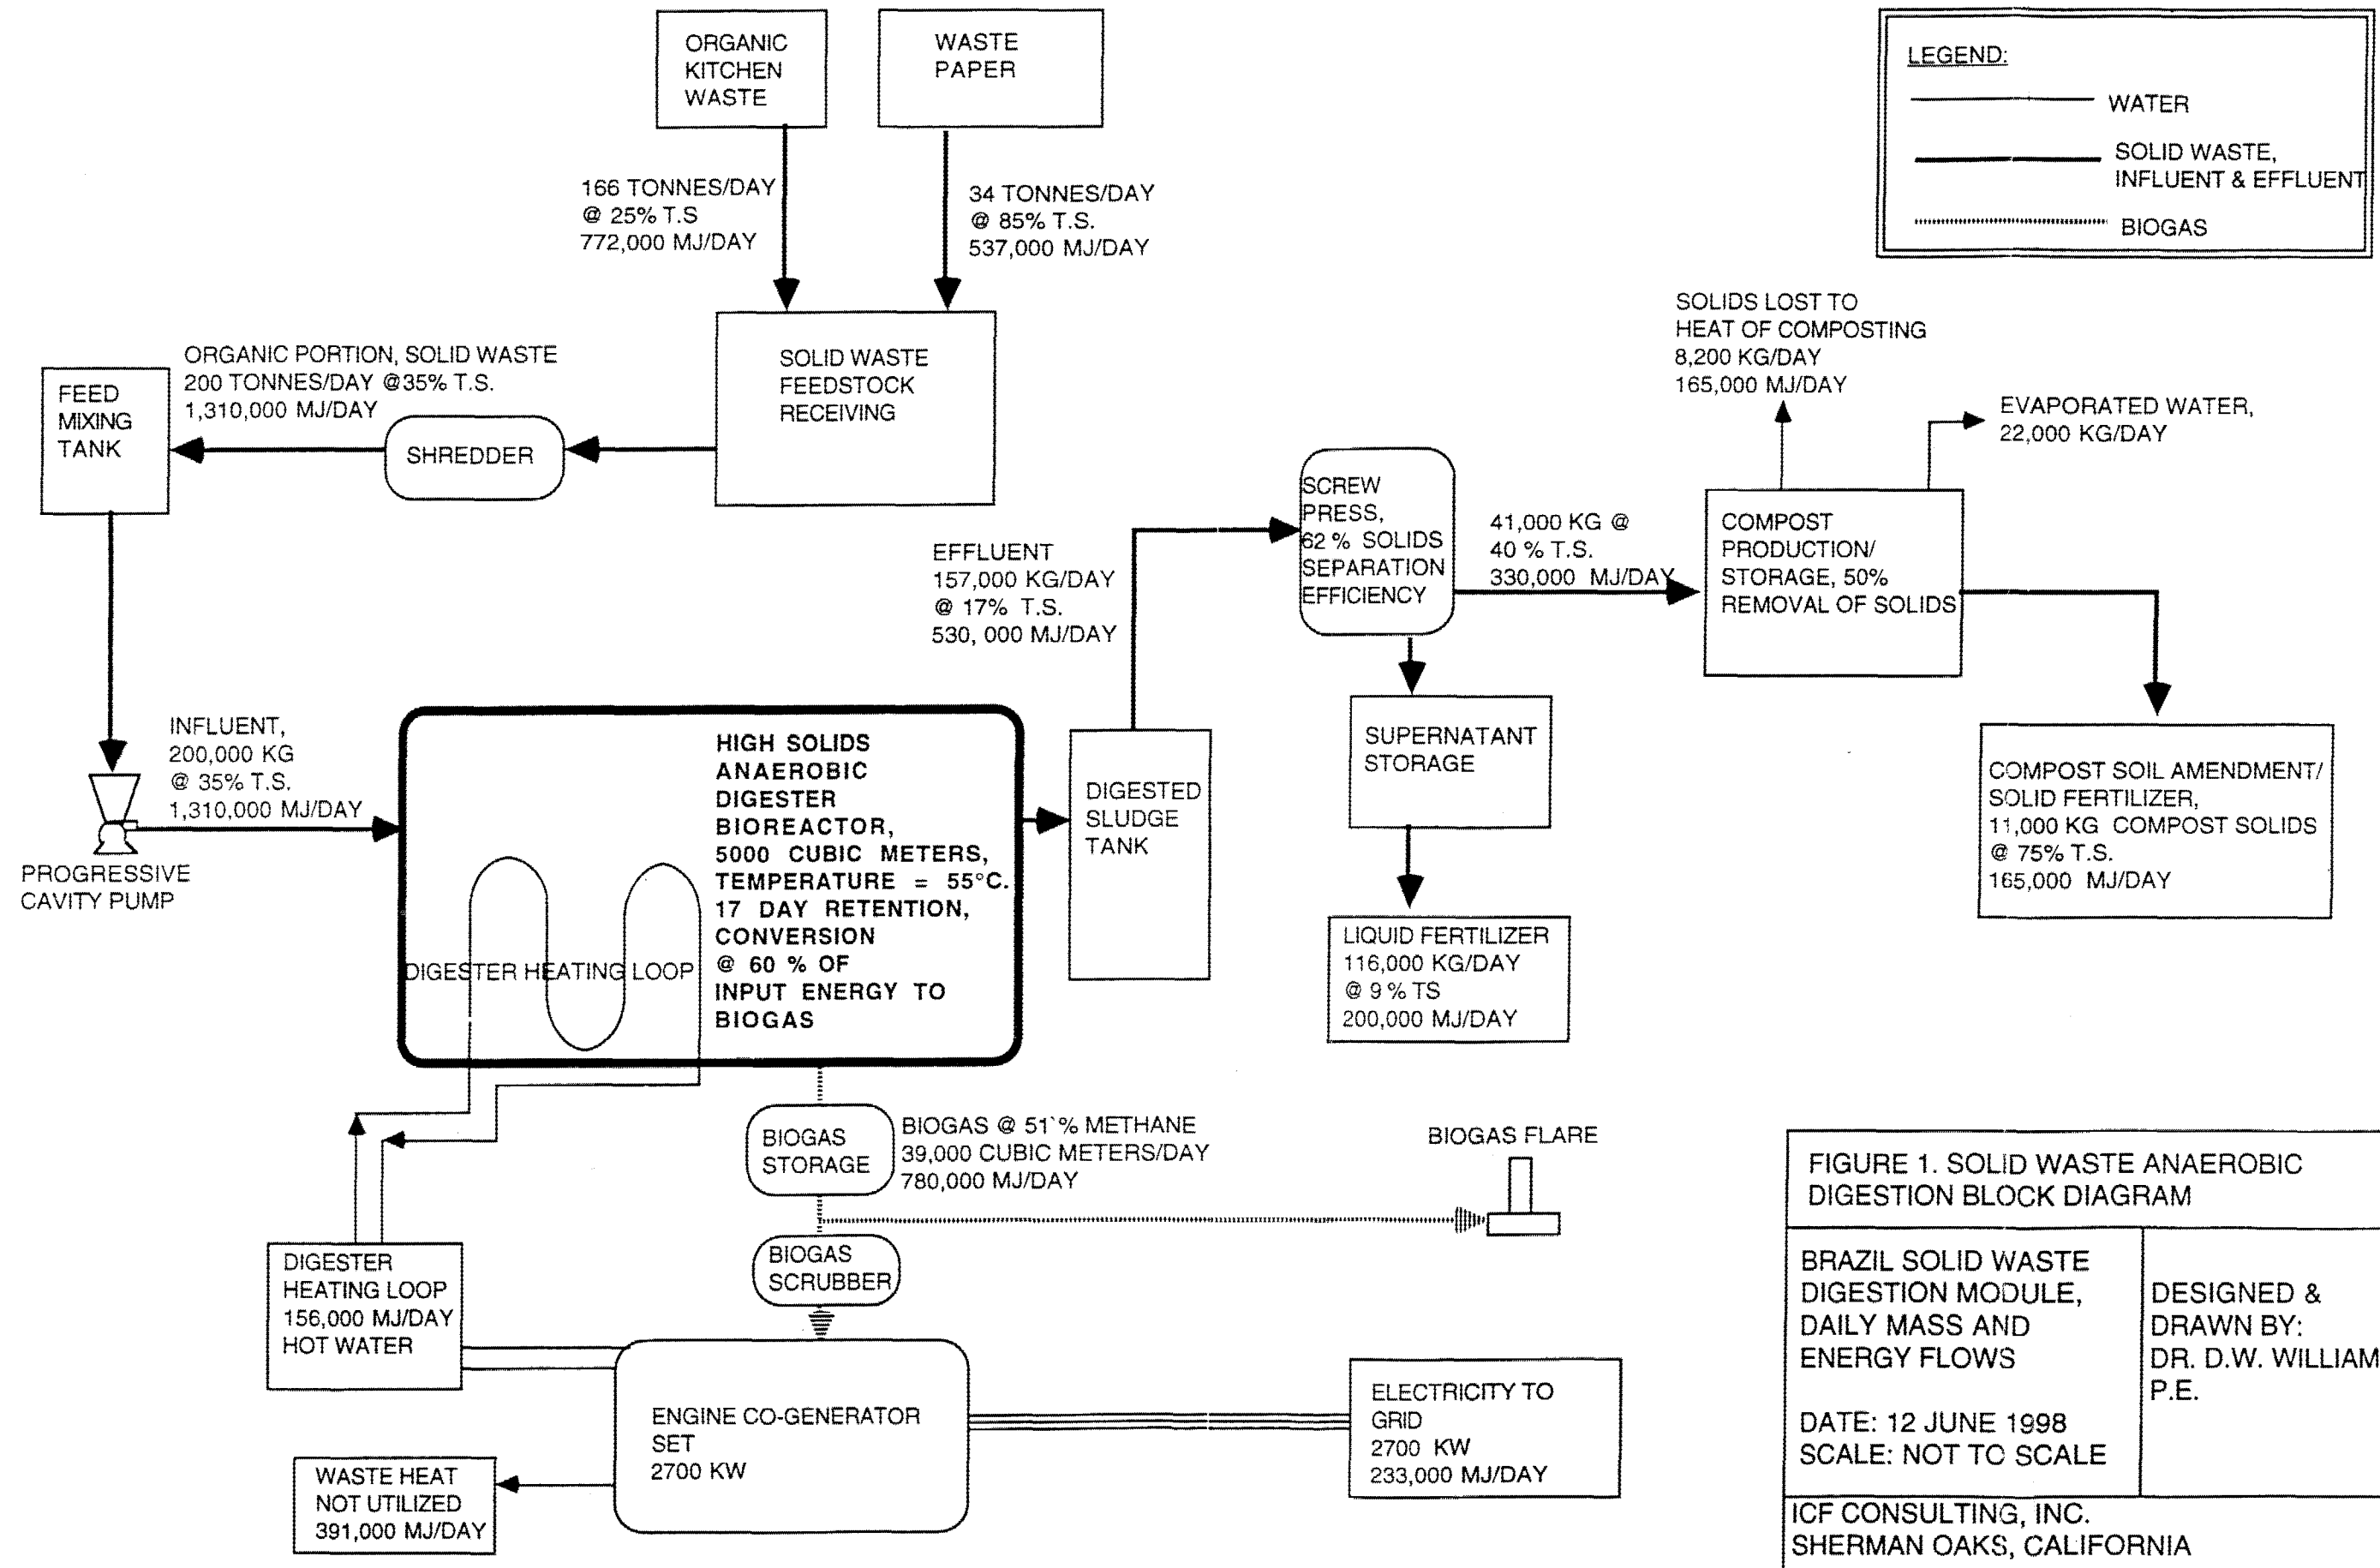 ORGANIC
KITCHEN
WASTE
WASTE
PAPER
LEGEND:
WATER
SOLID WASTE,
INFLUENT & EFFLUENT
BIOGAS
166 TONNES/DAY
@ 25% T.S
772,000 MJ/DAY
34 TONNES/DAY
@ 85% T.S.
537,000 MJ/DAY
SOLIDS LOST TO
HEAT OF COMPOSTING
8,200 KG/DAY
165,000 MJ/DAY
EVAPORATED WATER,
22,000 KG/DAY
ORGANIC PORTION, SOLID WASTE
200 TONNES/DAY @35% T.S.
1,310,000 MJ/DAY
FEED
MIXING
TANK
SHREDDER
SOLID WASTE
FEEDSTOCK
RECEIVING
SCREW
PRESS,
62 % SOLIDS
SEPARATION
EFFICIENCY
41,000 KG @
40 % T.S.
330,000 MJ/DAY
COMPOST
PRODUCTION/
STORAGE, 50%
REMOVAL OF SOLIDS
EFFLUENT
157,000 KG/DAY
@ 17% T.S.
530, 000 MJ/DAY
INFLUENT,
200,000 KG
@ 35% T.S.
1,310,000 MJ/DAY
PROGRESSIVE
CAVITY PUMP
HIGH SOLIDS
ANAEROBIC
DIGESTER
BIOREACTOR,
5000 CUBIC METERS,
TEMPERATURE = 55°C.
17 DAY RETENTION,
CONVERSION
@ 60 % OF
INPUT ENERGY TO
BIOGAS
DIGESTER HEATING LOOP
DIGESTED
SLUDGE
TANK
SUPERNATANT
STORAGE
COMPOST SOIL AMENDMENT/
SOLID FERTILIZER,
11,000 KG COMPOST SOLIDS
@ 75% T.S.
165,000 MJ/DAY
LIQUID FERTILIZER
116,000 KG/DAY
@ 9 % TS
200,000 MJ/DAY
BIOGAS
STORAGE
BIOGAS @ 51`% METHANE
39,000 CUBIC METERS/DAY
780,000 MJ/DAY
BIOGAS FLARE
BIOGAS
SCRUBBER
DIGESTER
HEATING LOOP
156,000 MJ/DAY
HOT WATER
ENGINE CO-GENERATOR
SET
2700 KW
ELECTRICITY TO
GRID
2700 KW
233,000 MJ/DAY
WASTE HEAT
NOT UTILIZED
391,000 MJ/DAY
FIGURE 1. SOLID WASTE ANAEROBIC
DIGESTION BLOCK DIAGRAM
BRAZIL SOLID WASTE
DIGESTION MODULE,
DAILY MASS AND
ENERGY FLOWS
DATE: 12 JUNE 1998
SCALE: NOT TO SCALE
DESIGNED &
DRAWN BY:
DR. D.W. WILLIAM
P.E.
ICF CONSULTING, INC.
SHERMAN OAKS, CALIFORNIA